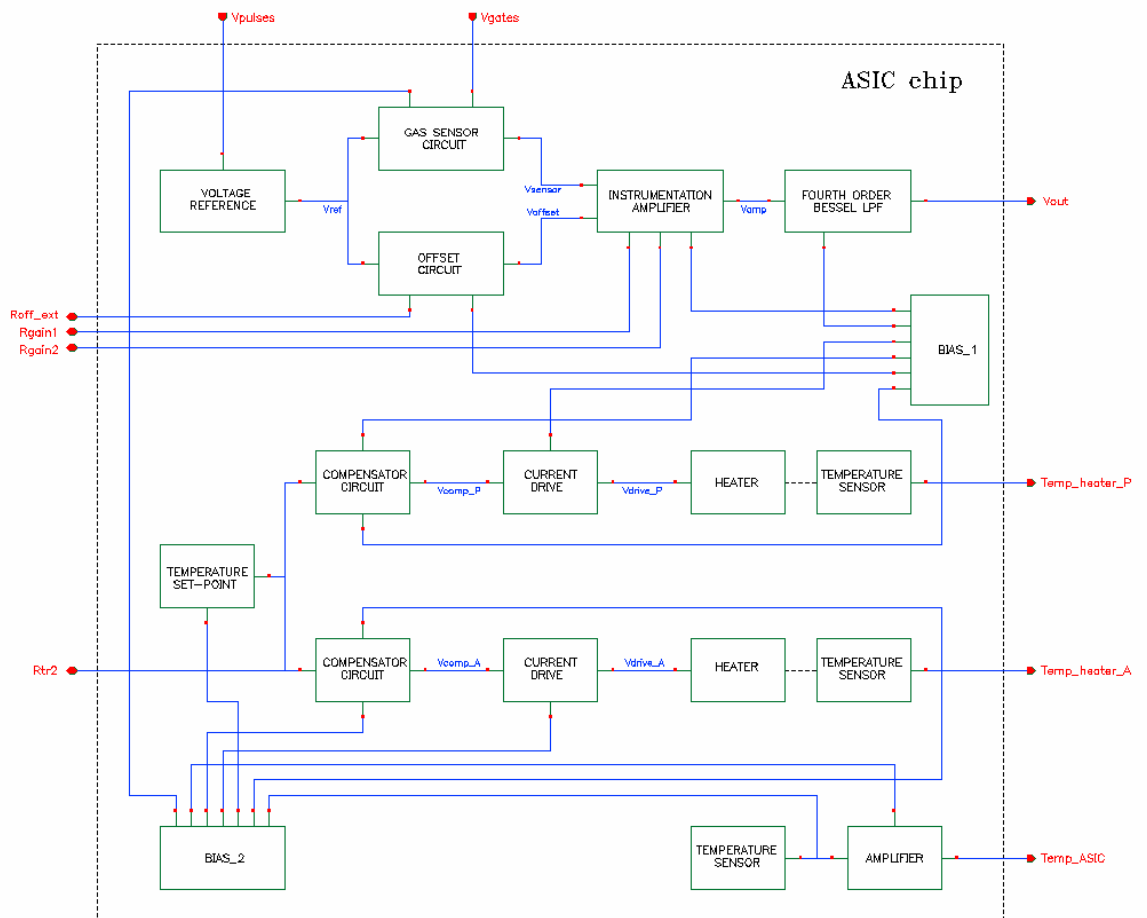 Vpulses
Vgates
ASIC chip
GAS SENSOR
CIRCUIT
VOLTAGE
REFERENCE
Vref
Vsensor
Voffset
INSTRUMENTATION
AMPLIFIER
Vamp
FOURTH ORDER
BESSEL LPF
Vout
OFFSET
CIRCUIT
Roff_ext
Rgain1
Rgain2
BIAS_1
COMPENSATOR
CIRCUIT
Vcomp_P
CURRENT
DRIVE
Vdrive_P
HEATER
TEMPERATURE
SENSOR
Temp_heater_P
TEMPERATURE
SET-POINT
Rtr2
COMPENSATOR
CIRCUIT
Vcomp_A
CURRENT
DRIVE
Vdrive_A
HEATER
TEMPERATURE
SENSOR
Temp_heater_A
BIAS_2
TEMPERATURE
SENSOR
AMPLIFIER
Temp_ASIC